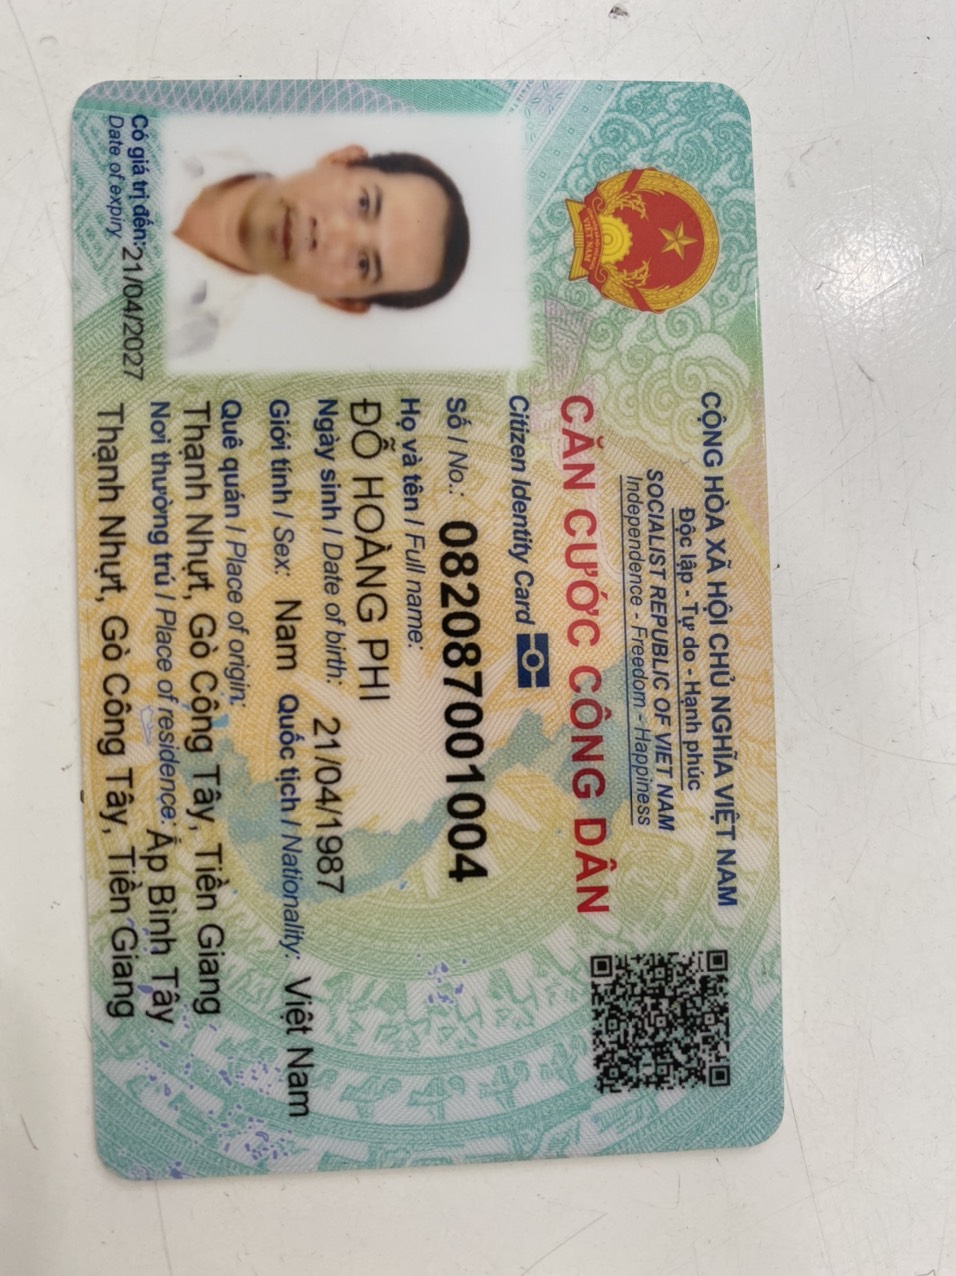 CỘNG HÒA XÃ HỘI CHỦ NGHĨA VIỆT NAM
Độc lập - Tự do - Hạnh phúc
SOCIALIST REPUBLIC OF VIET NAM
Independence - Freedom - Happiness
CĂN CƯỚC CÔNG DÂN
Citizen Identity Card
Số / No.: 082087001004
Họ và tên / Full name:
ĐỖ HOÀNG PHI
Ngày sinh / Date of birth: 21/04/1987
Giới tính / Sex: Nam Quốc tịch / Nationality: Việt Nam
Quê quán / Place of origin:
Thạnh Nhựt, Gò Công Tây, Tiền Giang
Nơi thường trú / Place of residence: Ấp Bình Tây
Thạnh Nhựt, Gò Công Tây, Tiền Giang
Có giá trị đến: 21/04/2027
Date of expiry
VIỆT NAM